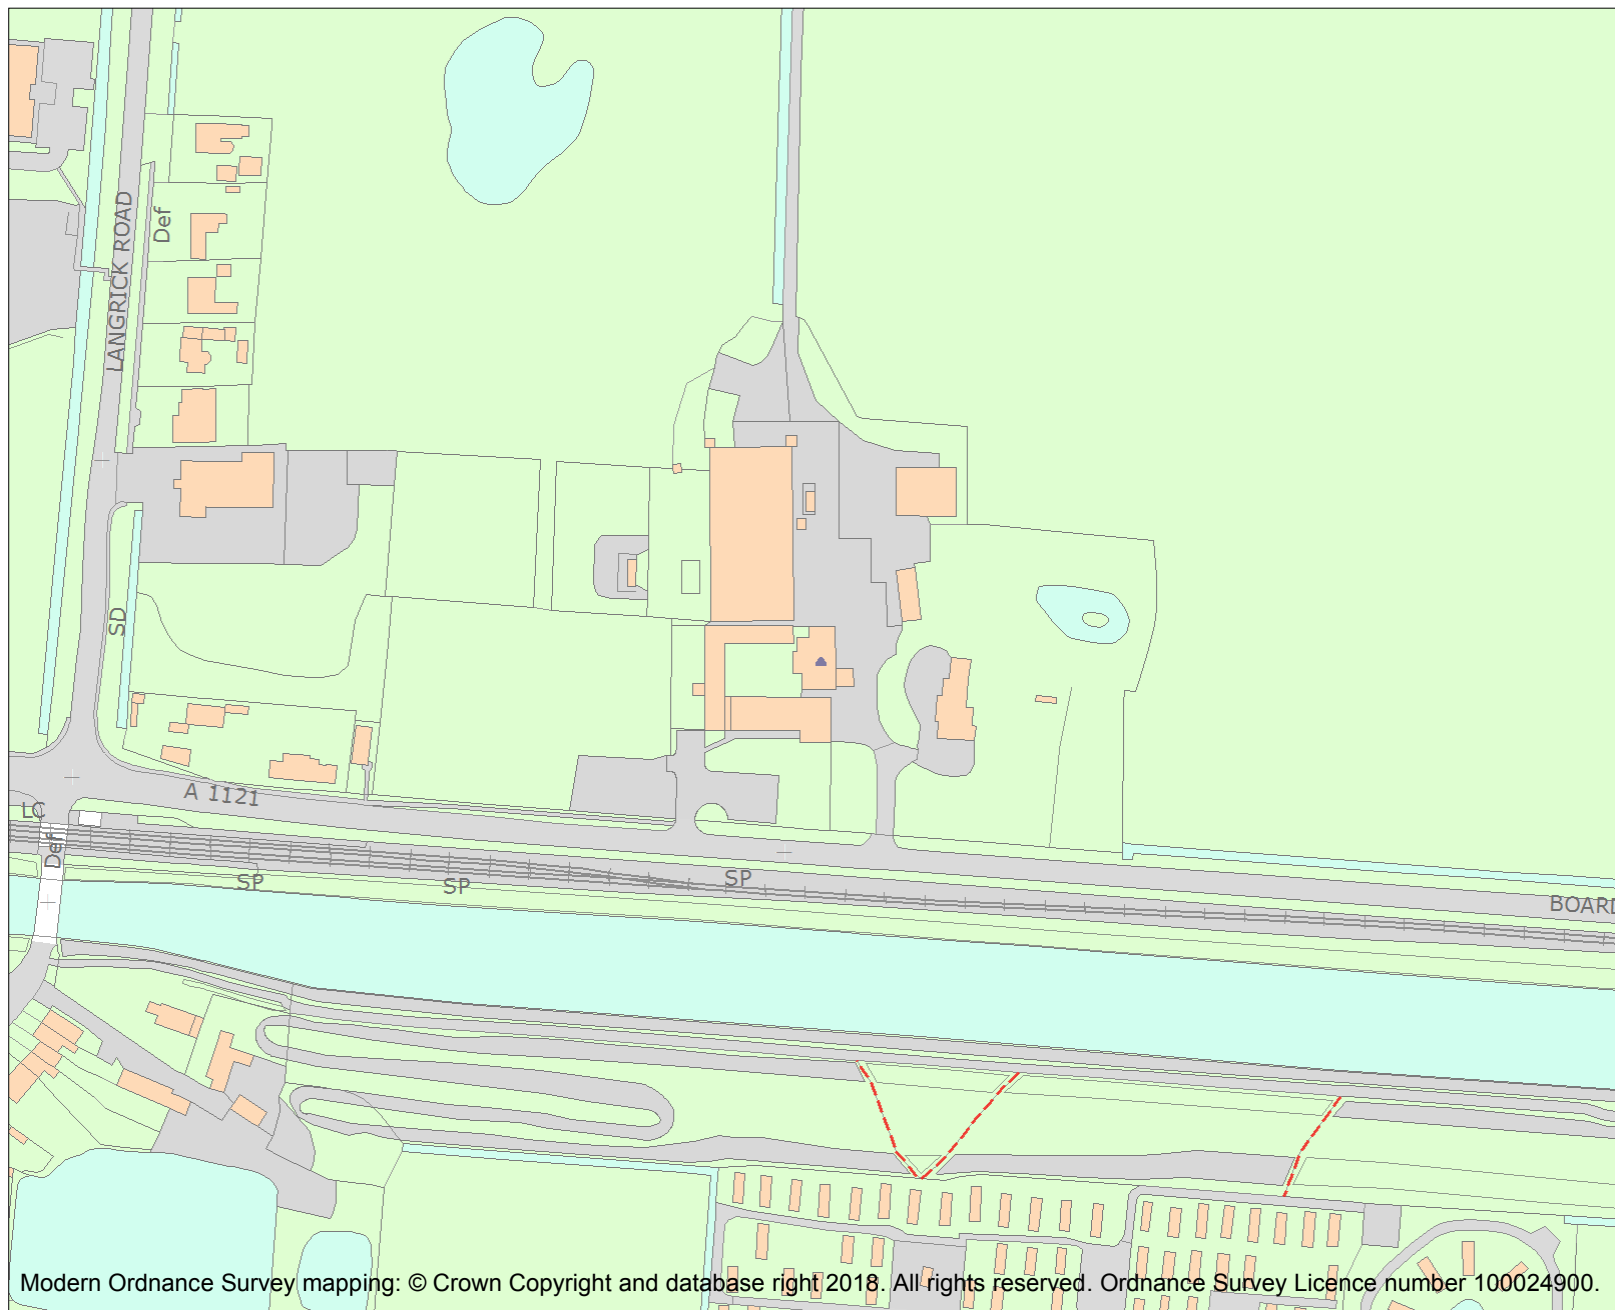 LANGRICK ROAD
Def
SD
A 1121
LC
Def
SP
SP
SP
BOARD
Modern Ordnance Survey mapping: © Crown Copyright and database right 2018. All rights reserved. Ordnance Survey Licence number 100024900.